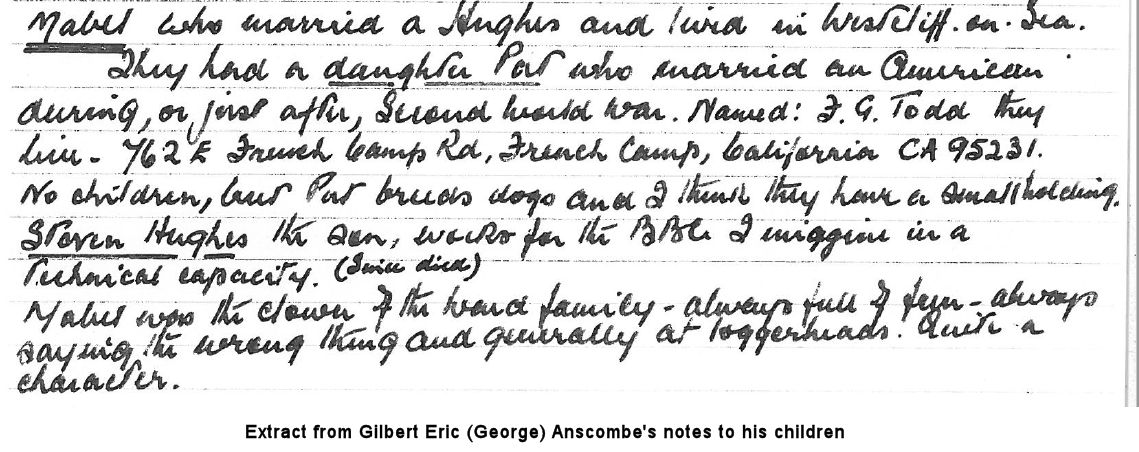 Mabel who married a Hughes and lived in Westcliff-on-Sea.
They had a daughter Pat who married an American
during, or just after, Second World War. Named: F. G. Todd they
live - 762 E French Camp Rd, French Camp, California CA 95231.
No children, but Pat breeds dogs and I think they have a smallholding.
Steven Hughes the son, works for the BBC I imiggine in a
Technical capacity. (Since died)
Mabel was the clown of the Ward family - always full of fun - always
saying the wrong thing and generally at loggerheads. Quite a
character.
Extract from Gilbert Eric (George) Anscombe's notes to his children